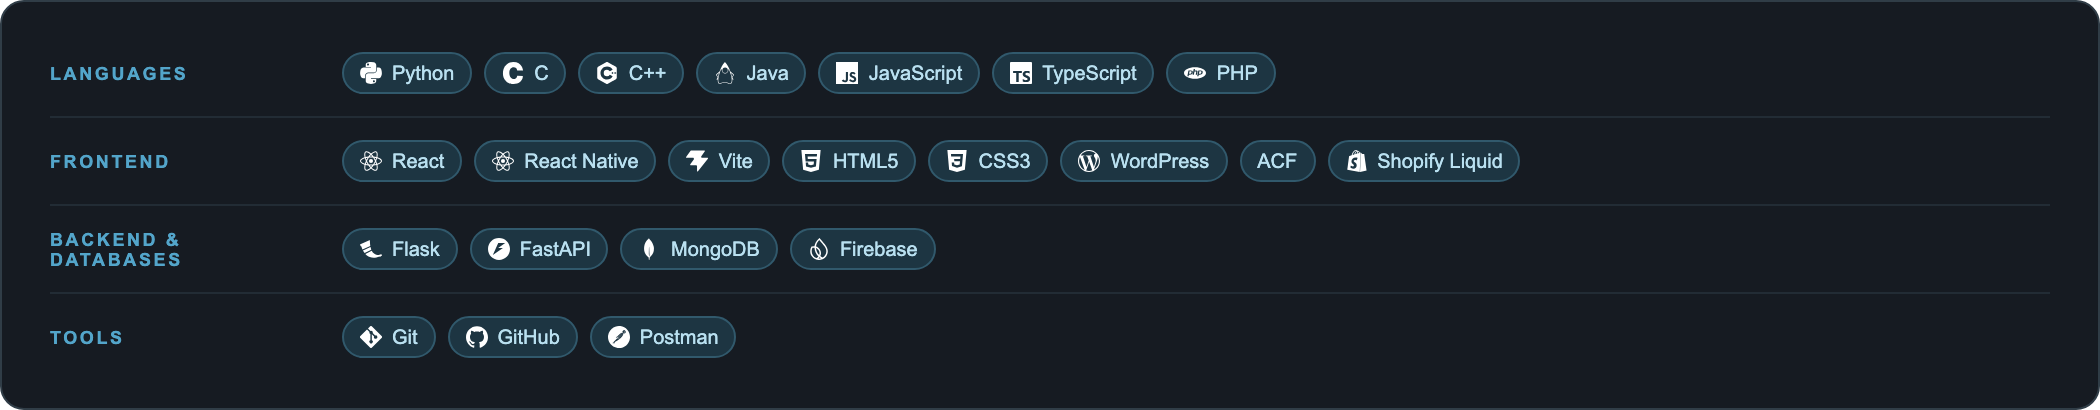 LANGUAGES Python C C++ Java JavaScript TypeScript PHP
FRONTEND React React Native Vite HTML5 CSS3 WordPress ACF Shopify Liquid
BACKEND &
DATABASES Flask FastAPI MongoDB Firebase
TOOLS Git GitHub Postman